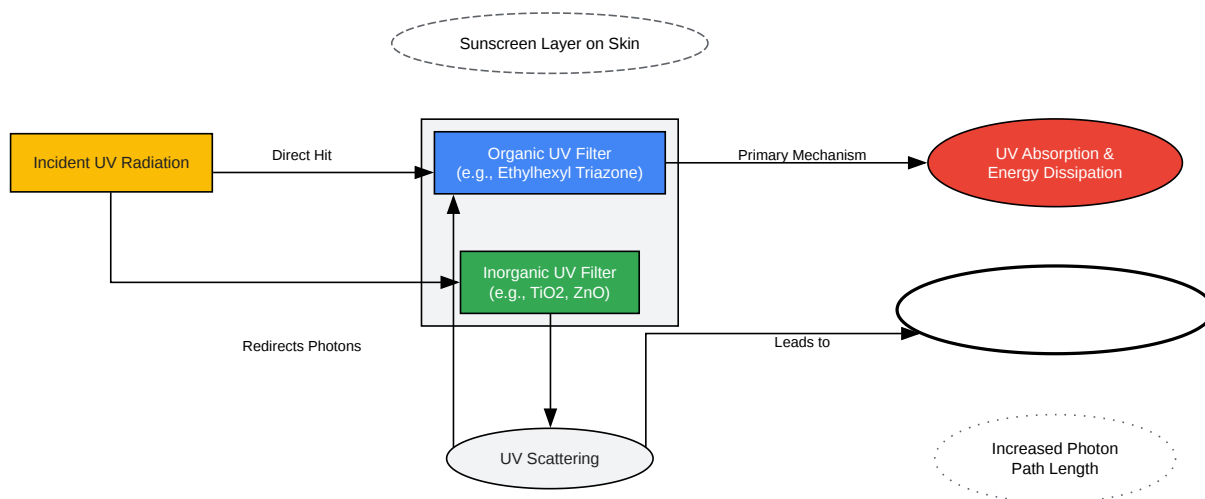 Sunscreen Layer on Skin
Incident UV Radiation
Direct Hit
Organic UV Filter
(e.g., Ethylhexyl Triazone)
Primary Mechanism
UV Absorption &
Energy Dissipation
Inorganic UV Filter
(e.g., TiO2, ZnO)
Redirects Photons
Leads to
UV Scattering
Increased Photon
Path Length